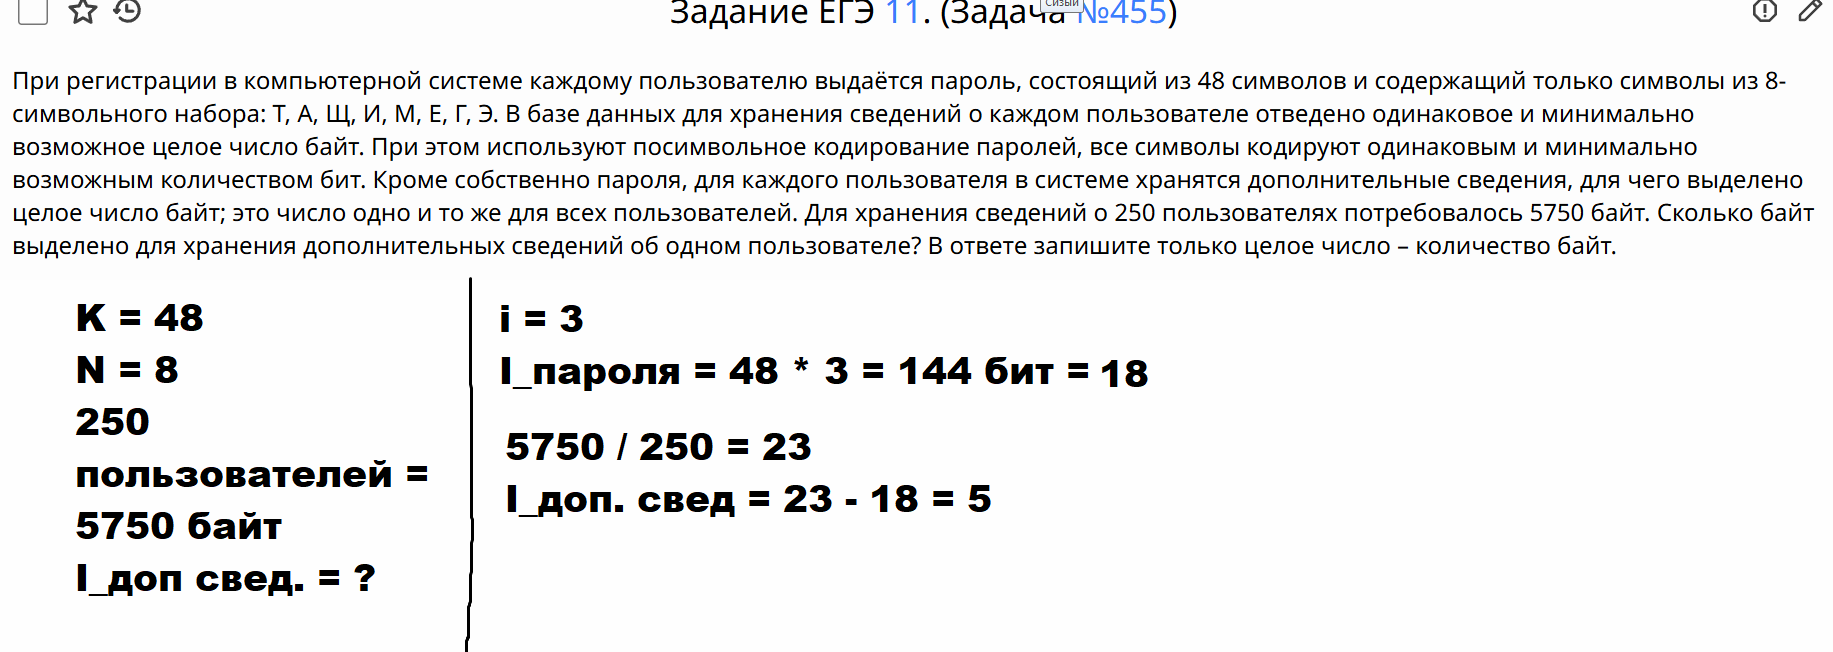 Задание ЕГЭ 11. (Задача №455)
Сизый
При регистрации в компьютерной системе каждому пользователю выдаётся пароль, состоящий из 48 символов и содержащий только символы из 8-
символьного набора: Т, А, Щ, И, М, Е, Г, Э. В базе данных для хранения сведений о каждом пользователе отведено одинаковое и минимально
возможное целое число байт. При этом используют посимвольное кодирование паролей, все символы кодируют одинаковым и минимально
возможным количеством бит. Кроме собственно пароля, для каждого пользователя в системе хранятся дополнительные сведения, для чего выделено
целое число байт; это число одно и то же для всех пользователей. Для хранения сведений о 250 пользователях потребовалось 5750 байт. Сколько байт
выделено для хранения дополнительных сведений об одном пользователе? В ответе запишите только целое число – количество байт.
K = 48
N = 8
250
пользователей =
5750 байт
I_доп свед. = ?
i = 3
I_пароля = 48 * 3 = 144 бит = 18
5750 / 250 = 23
I_доп. свед = 23 - 18 = 5